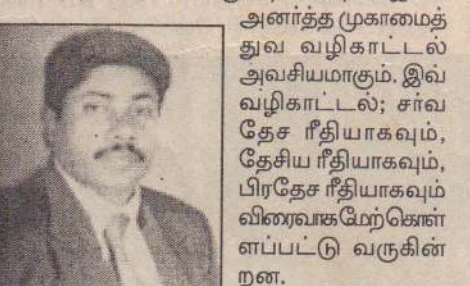 அனர்த்த முகாமைத்
துவ வழிகாட்டல்
அவசியமாகும். இவ்
வழிகாட்டல்; சர்வ
தேச ரீதியாகவும்,
தேசிய ரீதியாகவும்,
பிரதேச ரீதியாகவும்
விரைவாகமேற்கொள்
ளப்பட்டு வருகின்
றன.